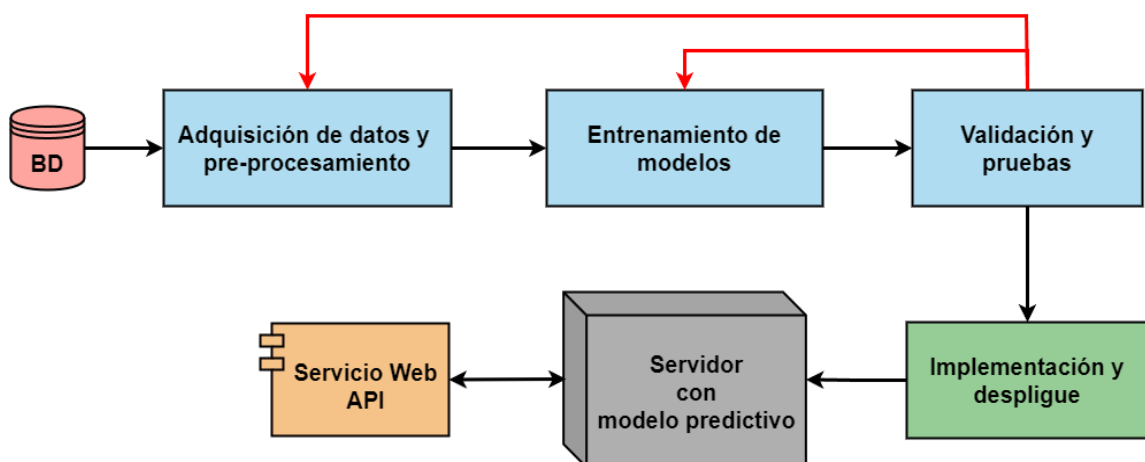 BD
Adquisición de datos y
pre-procesamiento
Entrenamiento de
modelos
Validación y
pruebas
Servicio Web
API
Servidor
con
modelo predictivo
Implementación y
despligue